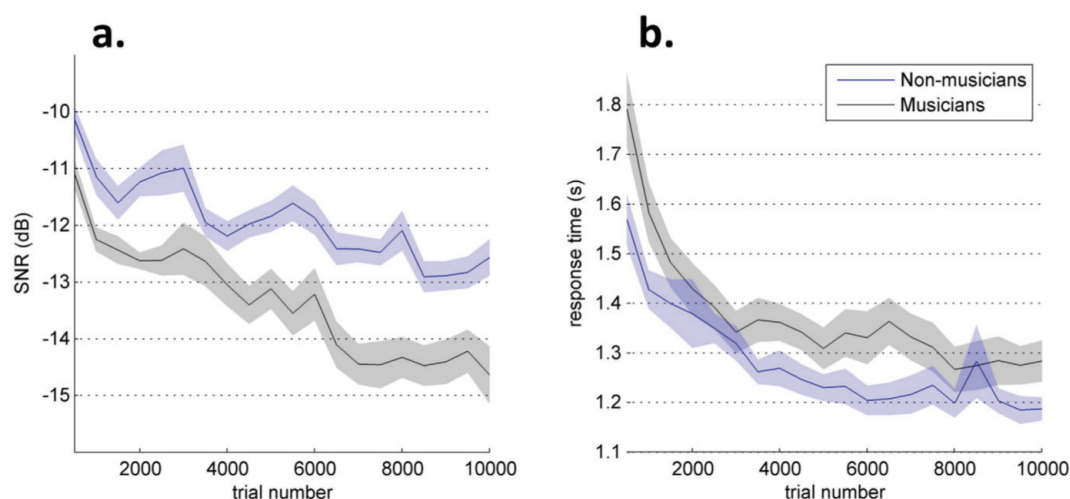 a.
SNR (dB)
-10
-11
-12
-13
-14
-15
2000 4000 6000 8000 10000
trial number
b.
Non-musicians
Musicians
response time (s)
1.8
1.7
1.6
1.5
1.4
1.3
1.2
1.1
2000 4000 6000 8000 10000
trial number